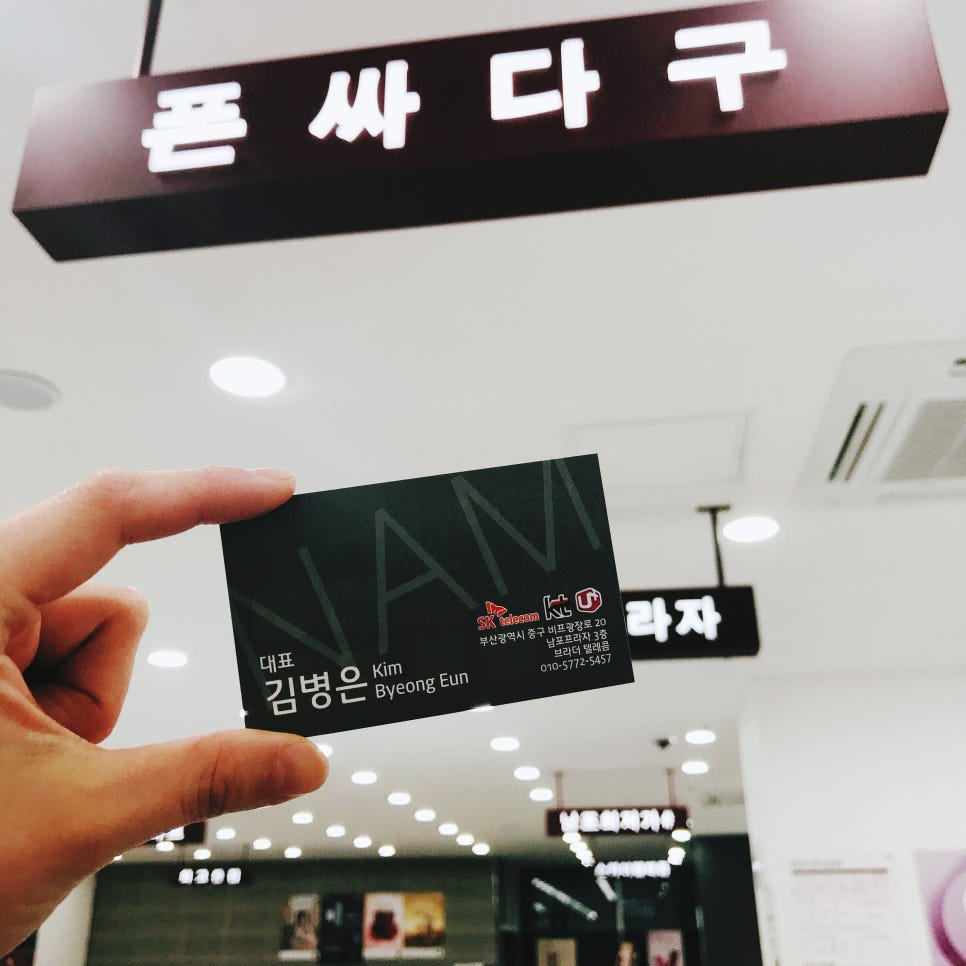 폰싸다구
NAM
SK telecom kt U+
부산광역시 중구 비프광장로 20
남포프라자 3층
브라더 텔레콤
010-5772-5457
대표
김병은 Kim
Byeong Eun
라자